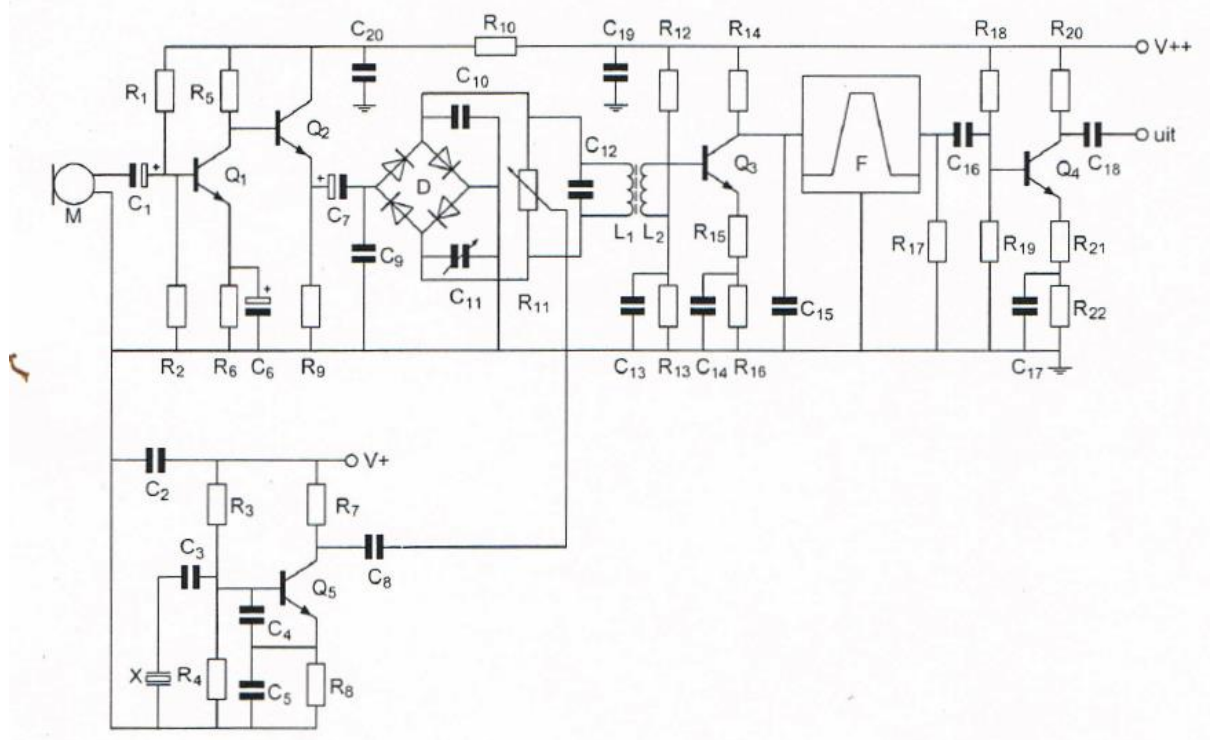 C20 R10 C19 R12 R14 R18 R20 V++
R1 R5 C10
Q2 C12 C16 C18 uit
Q1 D Q3 F Q4
M C1 C7
C9 R15 R17 R19 R21
C11 R11 L1 L2
C15 R22
R2 R6 C6 R9 C13 R13 C14 R16 C17
V+
C2 R3 R7
C3 C8
Q5
C4
X R4 C5 R8